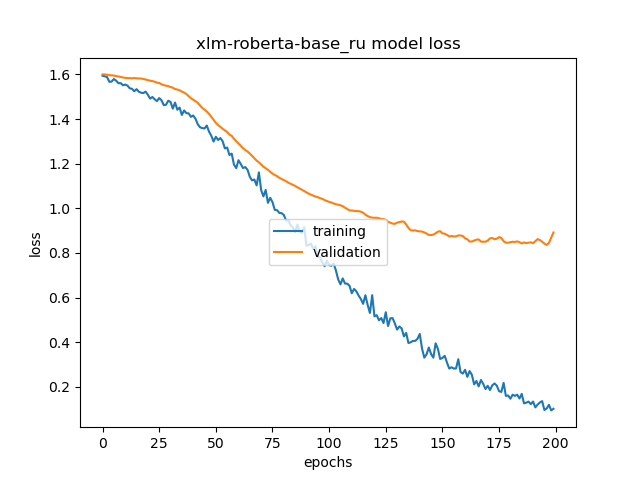 xlm-roberta-base_ru model loss
loss
1.6
1.4
1.2
1.0
0.8
0.6
0.4
0.2
training
validation
0 25 50 75 100 125 150 175 200
epochs